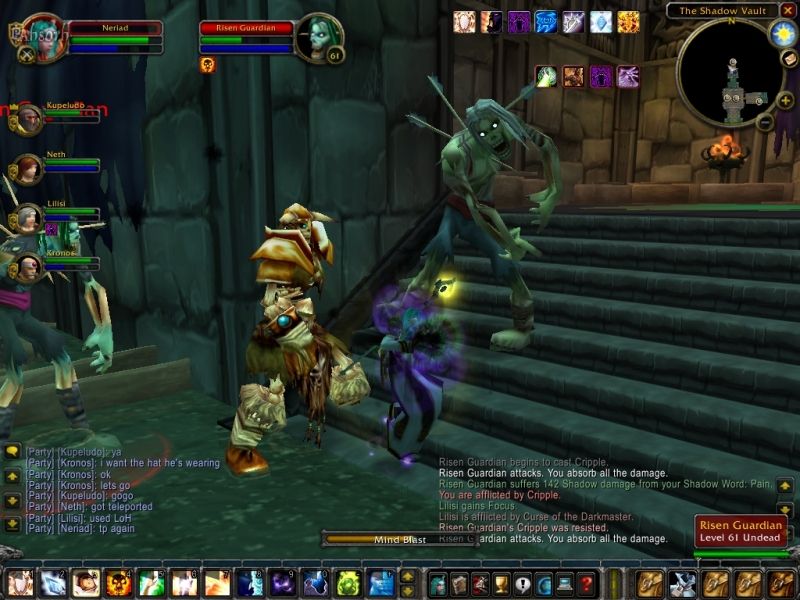 The Shadow Vault
N
Neriad
Absorb
Risen Guardian
61
Kupeludo
Neth
Lilisi
Kronos
[Party] [Kupeludo]: ya
[Party] [Kronos]: i want the hat he's wearing
[Party] [Kronos]: ok
[Party] [Kronos]: lets go
[Party] [Kupeludo]: gogo
[Party] [Neth]: got teleported
[Party] [Lilisi]: used LoH
[Party] [Neriad]: tp again
Risen Guardian begins to cast Cripple.
Risen Guardian attacks. You absorb all the damage.
Risen Guardian suffers 142 Shadow damage from your Shadow Word: Pain.
You are afflicted by Cripple.
Lilisi gains Focus.
Lilisi is afflicted by Curse of the Darkmaster.
Risen Guardian's Cripple was resisted.
Risen Guardian attacks. You absorb all the damage.
Mind Blast
Risen Guardian
Level 61 Undead